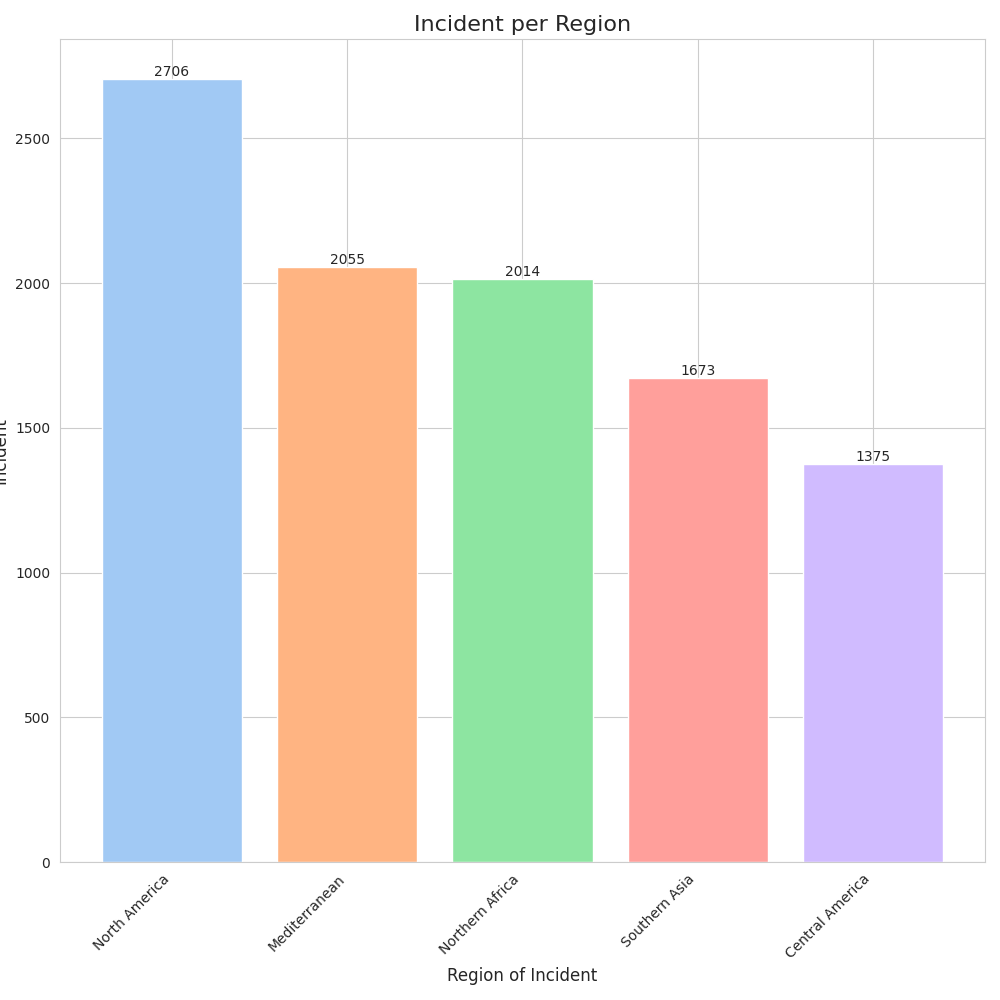 Incident per Region
2706
2055
2014
1673
1375
2500
2000
1500
1000
500
0
Incident
North America
Mediterranean
Northern Africa
Southern Asia
Central America
Region of Incident